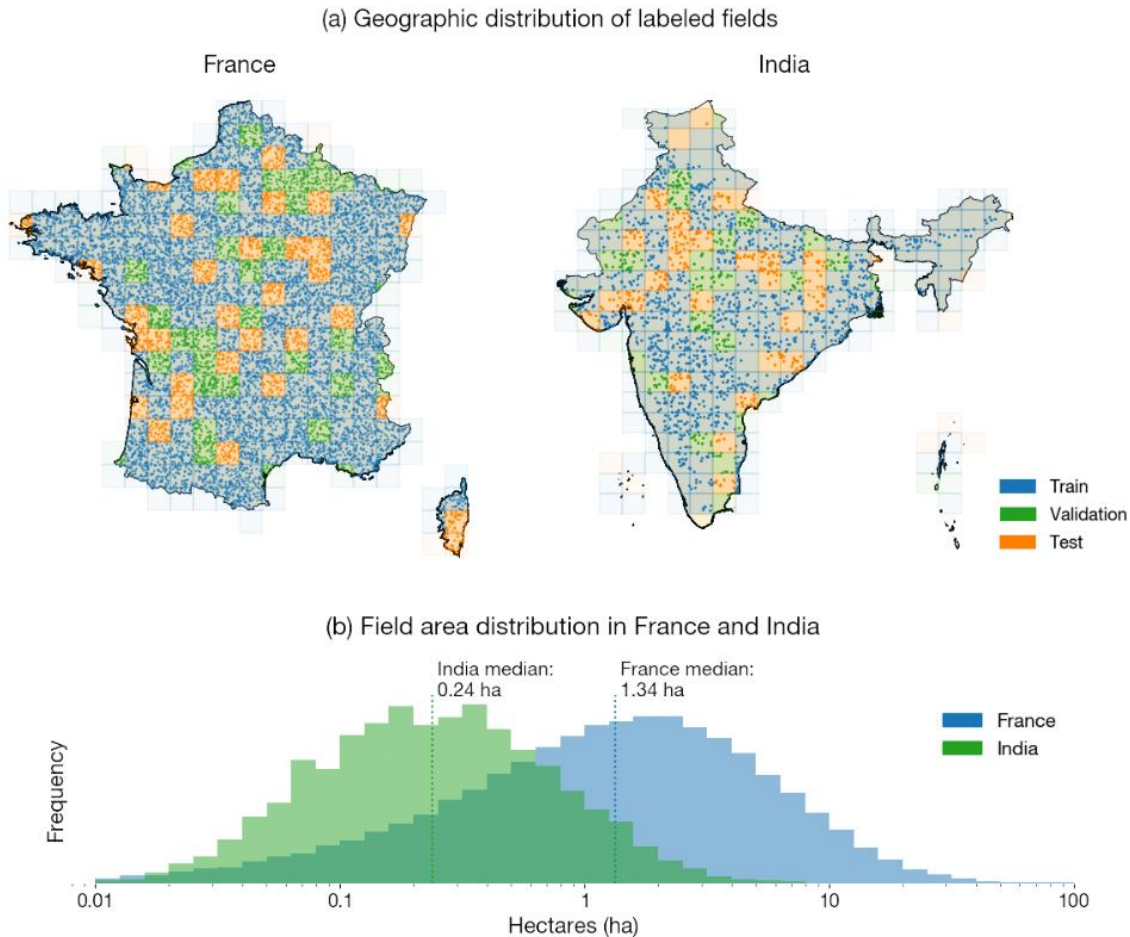 (a) Geographic distribution of labeled fields
France
India
Train
Validation
Test
(b) Field area distribution in France and India
India median:
0.24 ha
France median:
1.34 ha
France
India
Frequency
0.01
0.1
1
10
100
Hectares (ha)